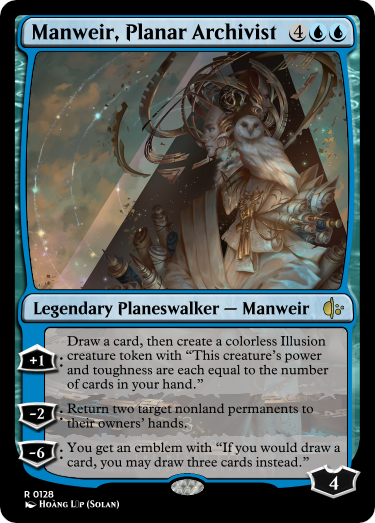 Manweir, Planar Archivist 4
Legendary Planeswalker — Manweir
+1: Draw a card, then create a colorless Illusion
creature token with “This creature’s power
and toughness are each equal to the number
of cards in your hand.”
-2: Return two target nonland permanents to
their owners’ hands.
-6: You get an emblem with “If you would draw a
card, you may draw three cards instead.”
4
R 0128
Hoàng (Solan)